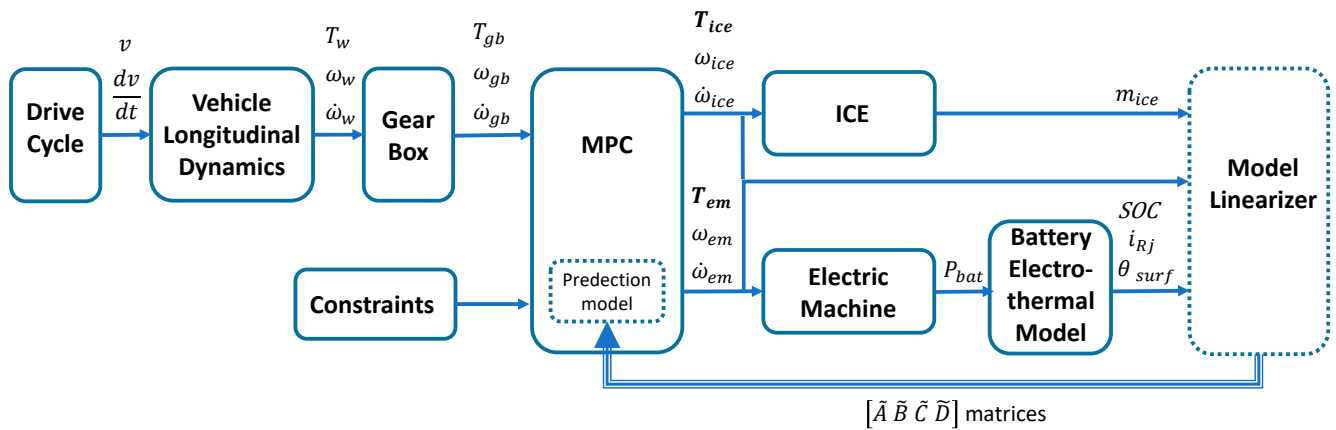 Drive
Cycle
v
dv
dt
Vehicle
Longitudinal
Dynamics
T_w
ω_w
ω̇_w
Gear
Box
T_gb
ω_gb
ω̇_gb
Constraints
MPC
Predection
model
T_ice
ω_ice
ω̇_ice
ICE
m_ice
T_em
ω_em
ω̇_em
Electric
Machine
P_bat
Battery
Electro-
thermal
Model
SOC
i_Rj
θ_surf
Model
Linearizer
[Ã B̃ C̃ D̃] matrices